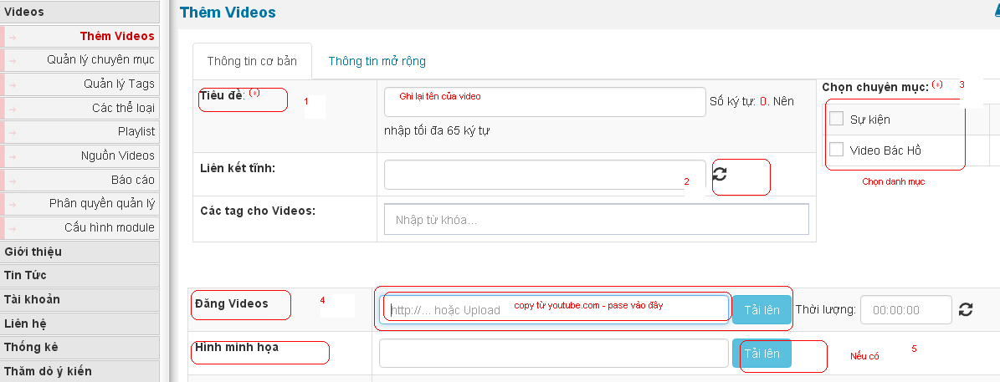 Videos
Thêm Videos
Quản lý chuyên mục
Quản lý Tags
Các thể loại
Playlist
Nguồn Videos
Báo cáo
Phân quyền quản lý
Cấu hình module
Giới thiệu
Tin Tức
Tài khoản
Liên hệ
Thống kê
Thăm dò ý kiến
Thêm Videos
Thông tin cơ bản
Thông tin mở rộng
Tiêu đề: (*)
1
Ghi lại tên của video
Số ký tự: 0. Nên
nhập tối đa 65 ký tự
Liên kết tĩnh:
2
Các tag cho Videos:
Nhập từ khóa...
Chọn chuyên mục: (*) 3
Sự kiện
Video Bác Hồ
Chọn danh mục
Đăng Videos
4
http://... hoặc Upload
copy từ youtube.com - pase vào đây
Tải lên
Thời lượng:
00:00:00
Hình minh họa
Tải lên
Nếu có
5